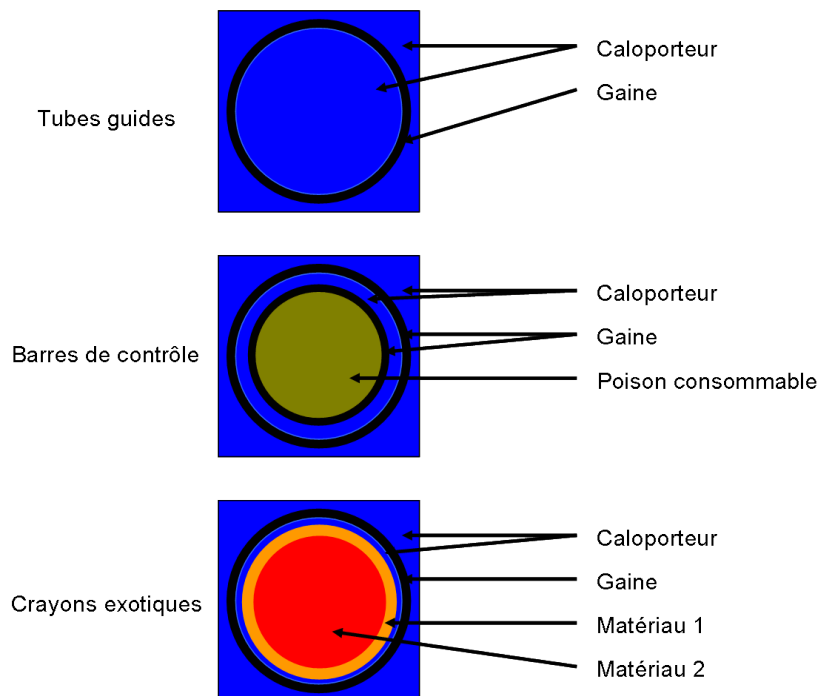 Caloporteur
Gaine
Tubes guides
Caloporteur
Gaine
Barres de contrôle
Poison consommable
Caloporteur
Gaine
Crayons exotiques
Matériau 1
Matériau 2